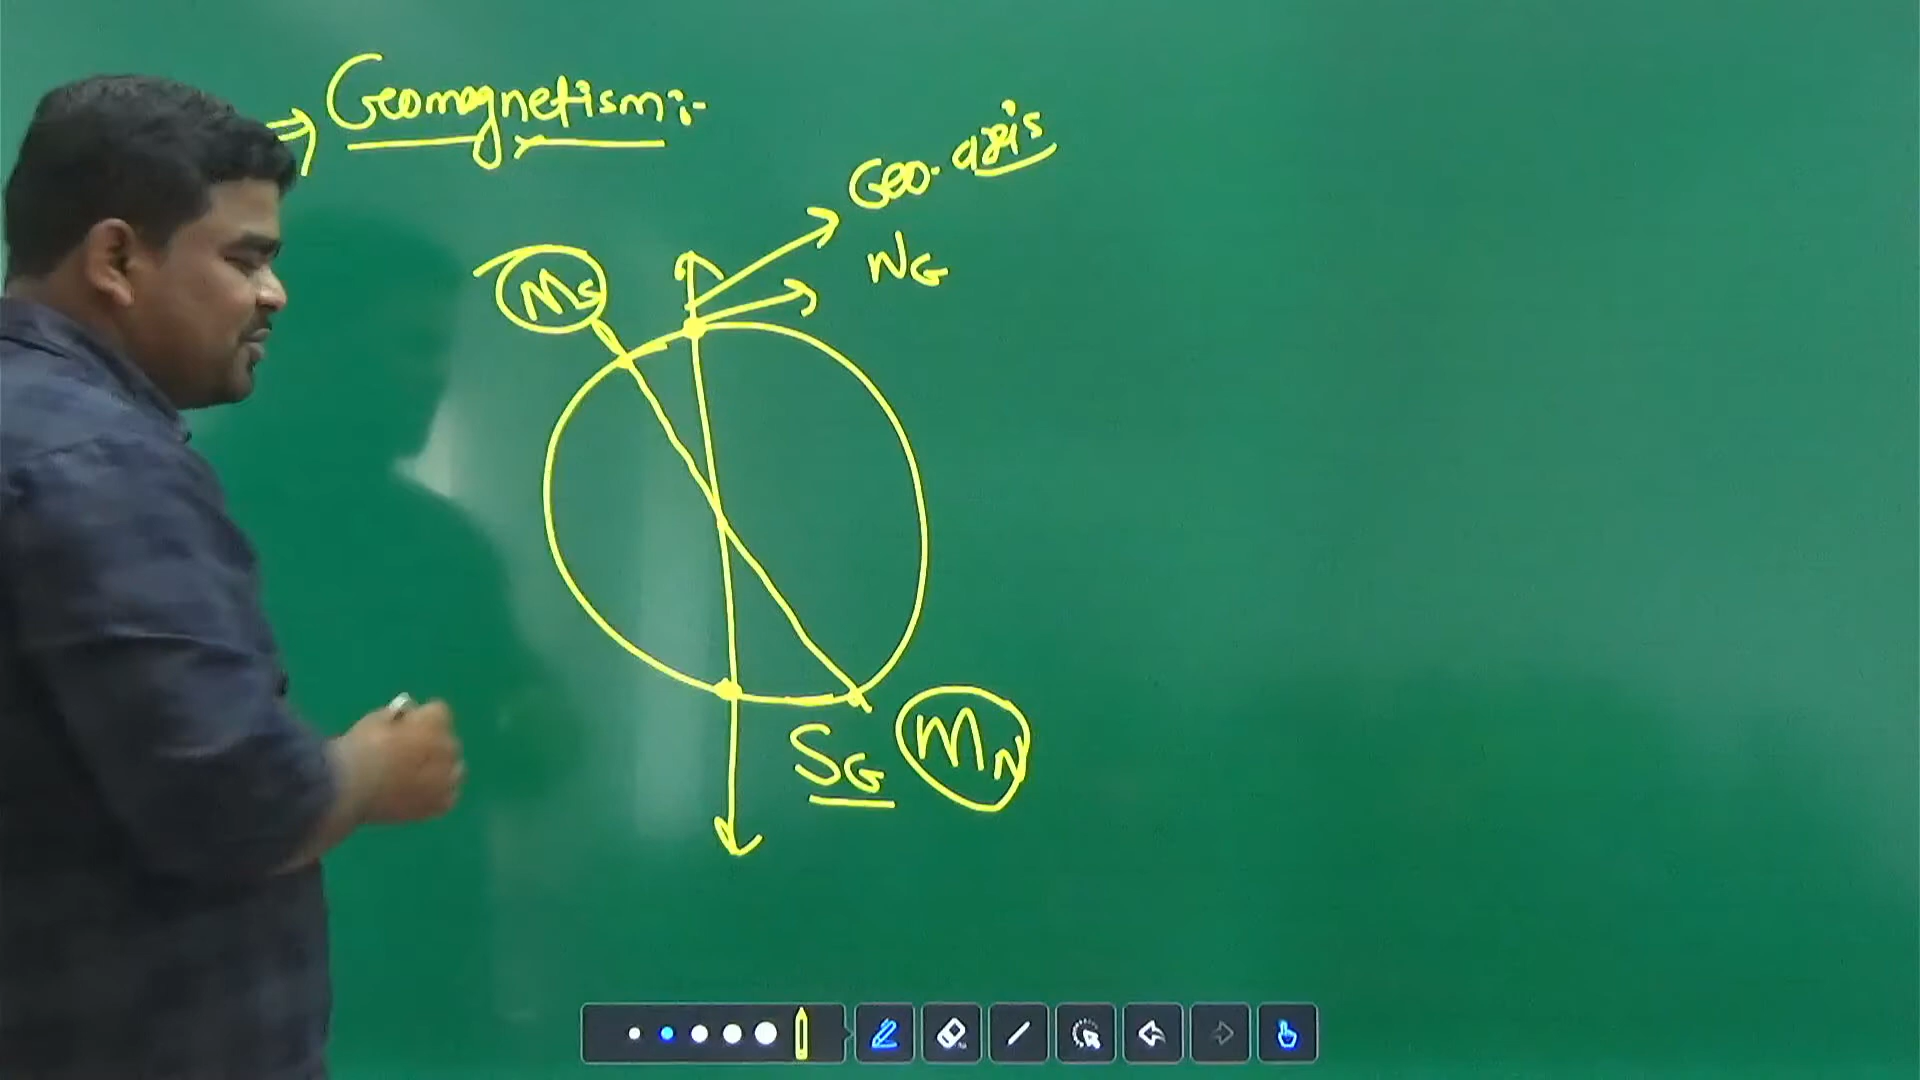 ⇒ Geomagnetism:-
Geo. axis
NG
MS
SG
MN